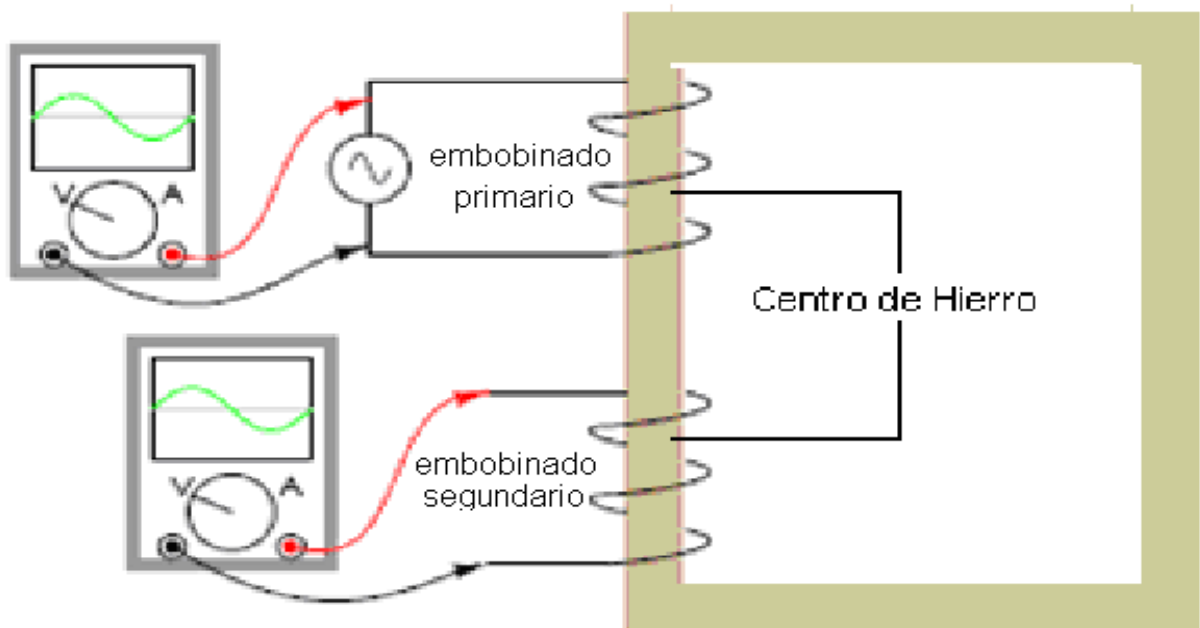 V A
embobinado
primario
Centro de Hierro
V A
embobinado
segundario